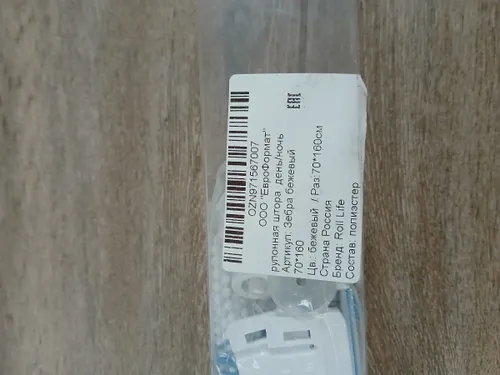 OZN971567007
ООО "ЕвроФормат"
рулонная штора день/ночь
Артикул: Зебра бежевый
70*160
Цв.: бежевый / Раз:70*160см
Страна Россия
Бренд: Roll Life
Состав: полиэстер
EAC